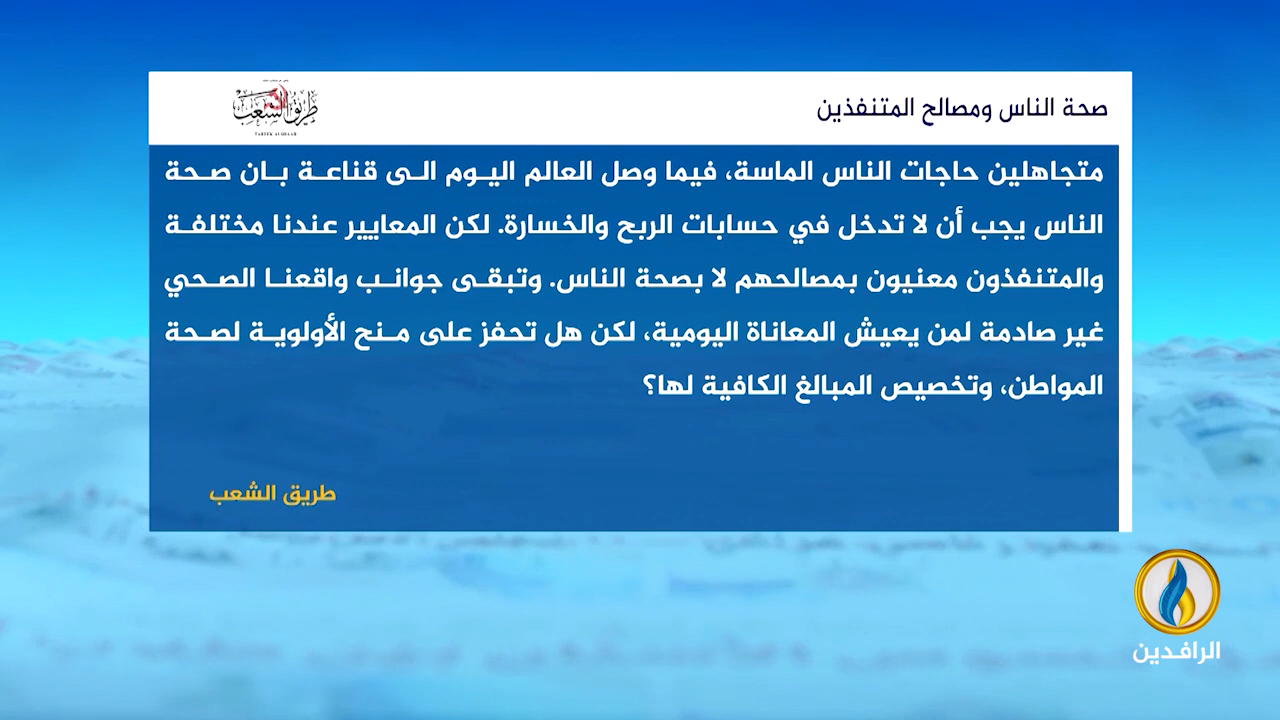 صحة الناس ومصالح المتنفذين
طريق الشعب
TAREEK ALSHAAB
متجاهلين حاجات الناس الماسة، فيما وصل العالم اليوم الى قناعة بان صحة
الناس يجب أن لا تدخل في حسابات الربح والخسارة. لكن المعايير عندنا مختلفة
والمتنفذون معنيون بمصالحهم لا بصحة الناس. وتبقى جوانب واقعنا الصحي
غير صادمة لمن يعيش المعاناة اليومية، لكن هل تحفز على منح الأولوية لصحة
المواطن، وتخصيص المبالغ الكافية لها؟
طريق الشعب
الرافدين